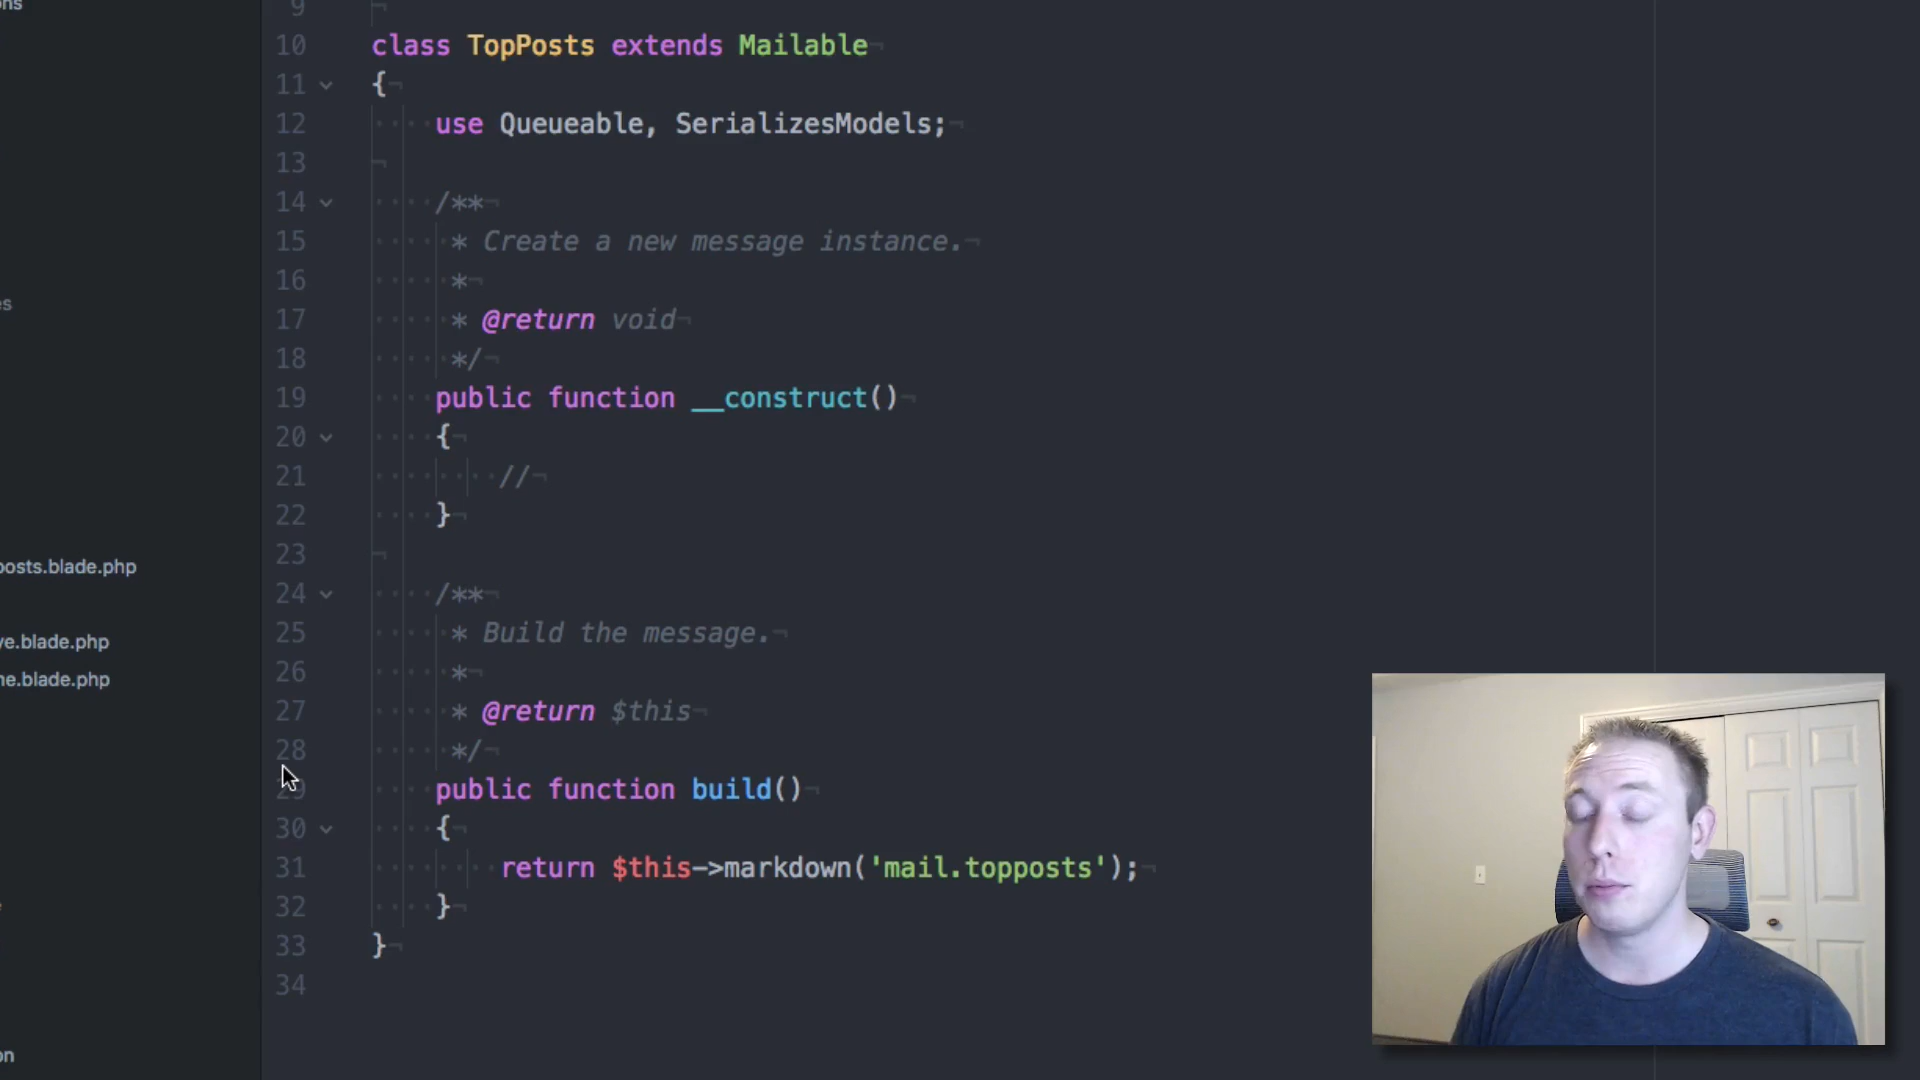 ons
9
10 class TopPosts extends Mailable
11 {
12 use Queueable, SerializesModels;
13
14 /**
15 * Create a new message instance.
16 *
es
17 * @return void
18 */
19 public function __construct()
20 {
21 //
22 }
23
posts.blade.php
24 /**
25 * Build the message.
ve.blade.php
26 *
me.blade.php
27 * @return $this
28 */
29 public function build()
30 {
31 return $this->markdown('mail.topposts');
32 }
33 }
34
on